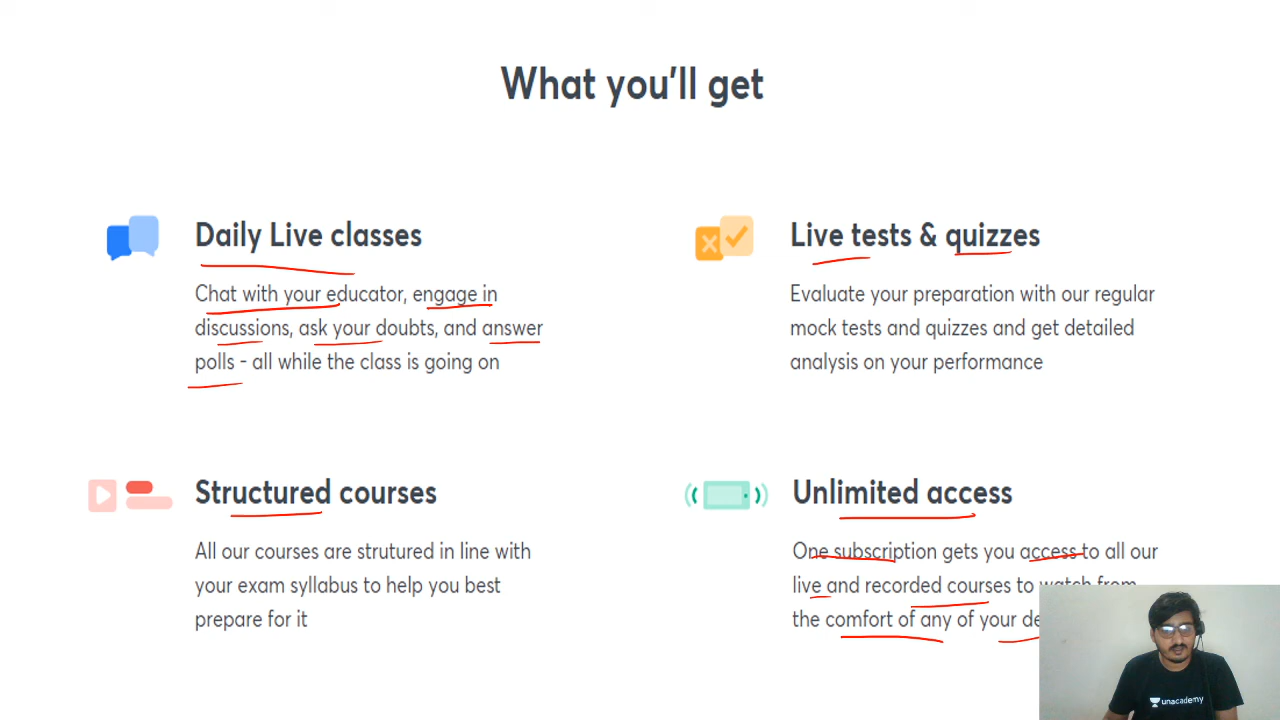 What you'll get
Daily Live classes
Chat with your educator, engage in
discussions, ask your doubts, and answer
polls - all while the class is going on
Live tests & quizzes
Evaluate your preparation with our regular
mock tests and quizzes and get detailed
analysis on your performance
Structured courses
All our courses are strutured in line with
your exam syllabus to help you best
prepare for it
Unlimited access
One subscription gets you access to all our
live and recorded courses to watch from
the comfort of any of your
unacademy